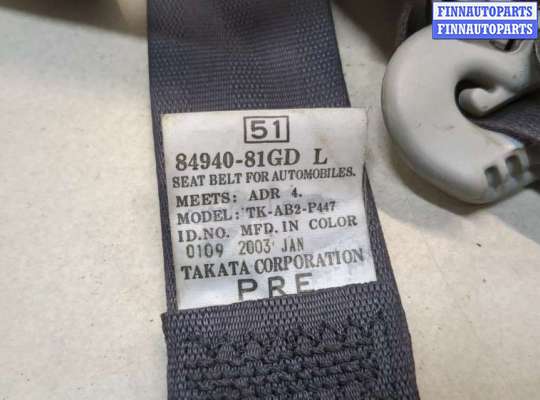 FINNAUTOPARTS
FINNAUTOPARTS
51
84940-81GD L
SEAT BELT FOR AUTOMOBILES.
MEETS: ADR 4.
MODEL: TK-AB2-P447
ID.NO. MFD.IN COLOR
0109 2003 JAN
TAKATA CORPORATION
PRE